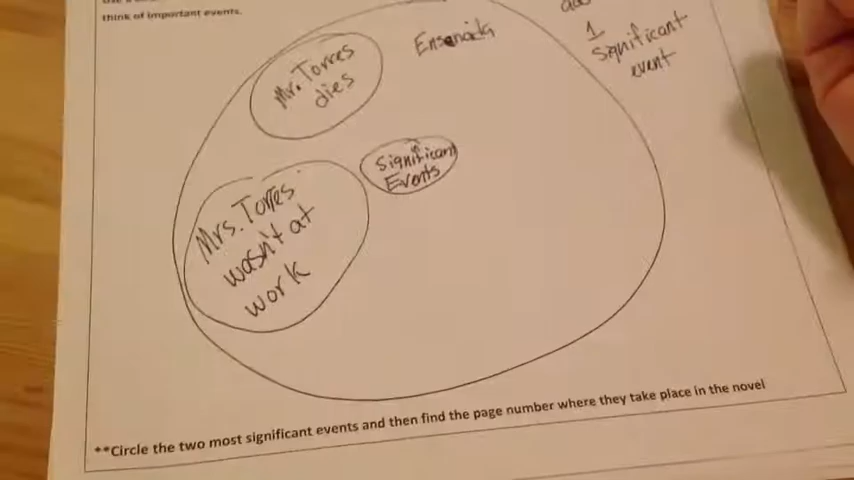 think of important events.
Mr. Torres
dies
Ensenada
1
Significant
event
Significant
Events
Mrs. Torres
wasn't at
work
**Circle the two most significant events and then find the page number where they take place in the novel